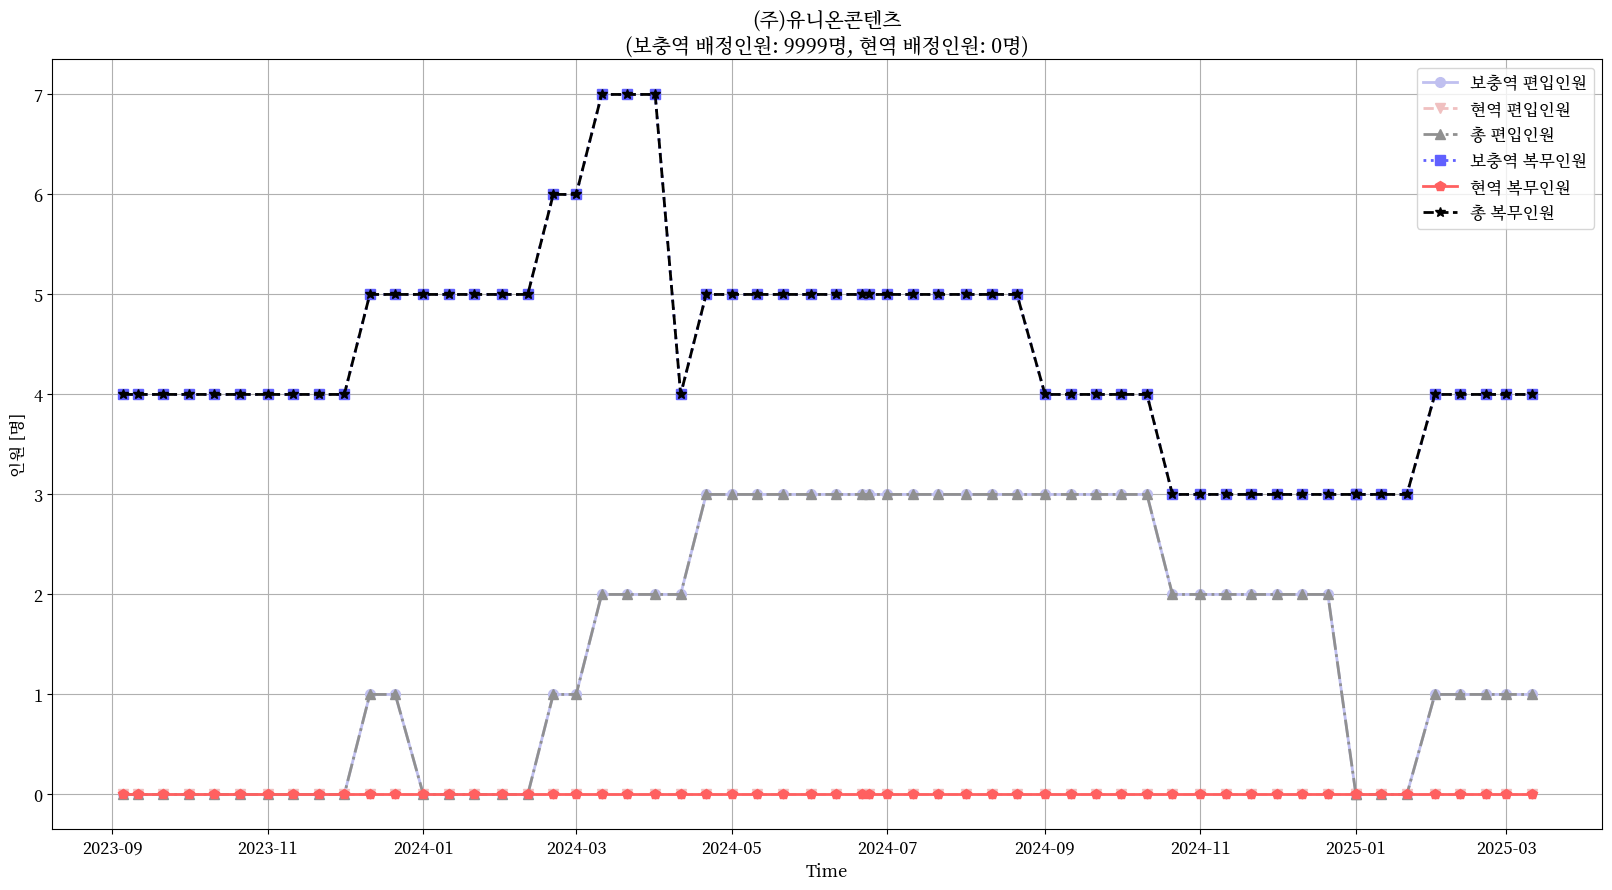 (주)유니온콘텐츠
(보충역 배정인원: 9999명, 현역 배정인원: 0명)
보충역 편입인원
현역 편입인원
총 편입인원
보충역 복무인원
현역 복무인원
총 복무인원
인원 [명]
7
6
5
4
3
2
1
0
2023-09 2023-11 2024-01 2024-03 2024-05 2024-07 2024-09 2024-11 2025-01 2025-03
Time